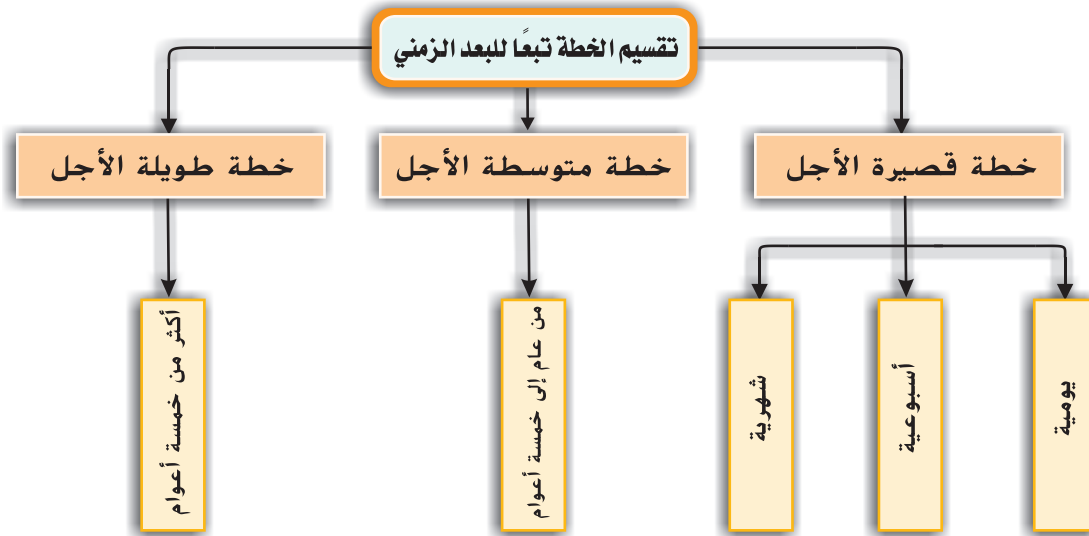 تقسيم الخطة تبعًا للبعد الزمني
خطة قصيرة الأجل
خطة متوسطة الأجل
خطة طويلة الأجل
يومية
أسبوعية
شهرية
من عام إلى خمسة أعوام
أكثر من خمسة أعوام